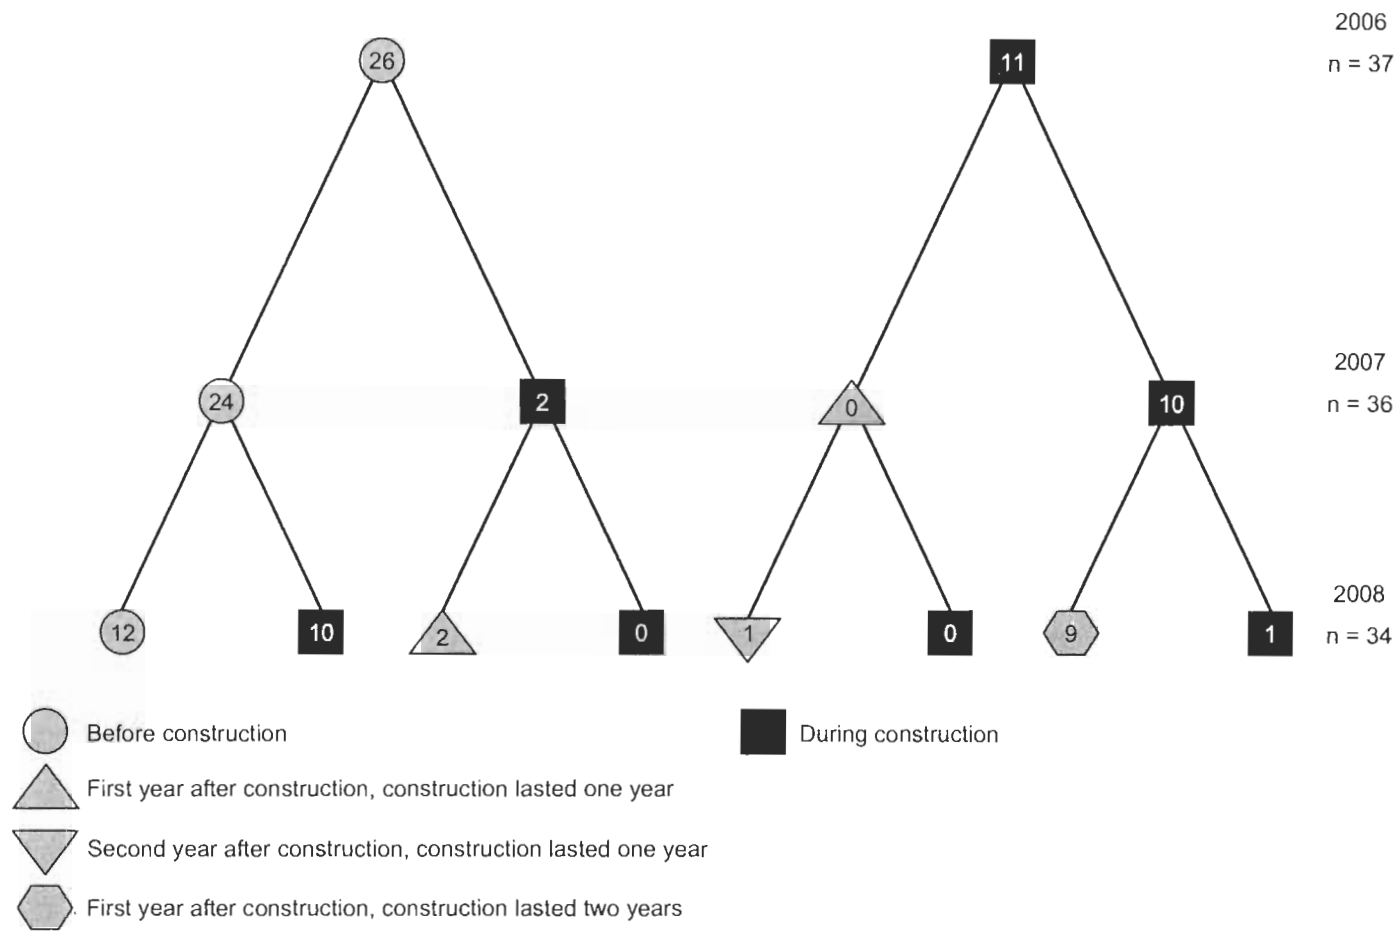 2006
26 11 n = 37
2007
24 2 0 10 n = 36
2008
12 10 2 0 1 0 9 1 n = 34
Before construction During construction
First year after construction, construction lasted one year
Second year after construction, construction lasted one year
First year after construction, construction lasted two years